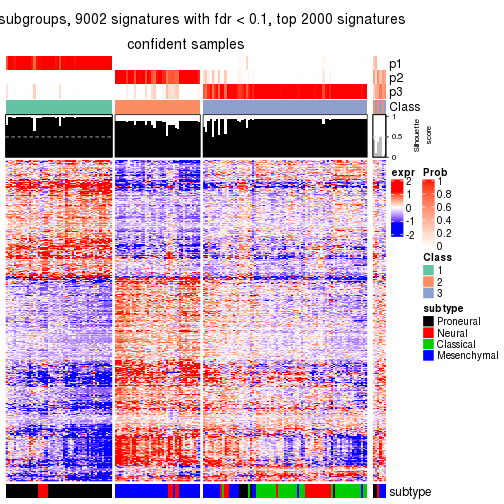 subgroups, 9002 signatures with fdr < 0.1, top 2000 signatures
confident samples
p1
p2
p3
Class
1
0.5
0
Silhouette
score
expr
2
1
0
-1
-2
Prob
1
0.8
0.6
0.4
0.2
0
Class
1
2
3
subtype
Proneural
Neural
Classical
Mesenchymal
subtype